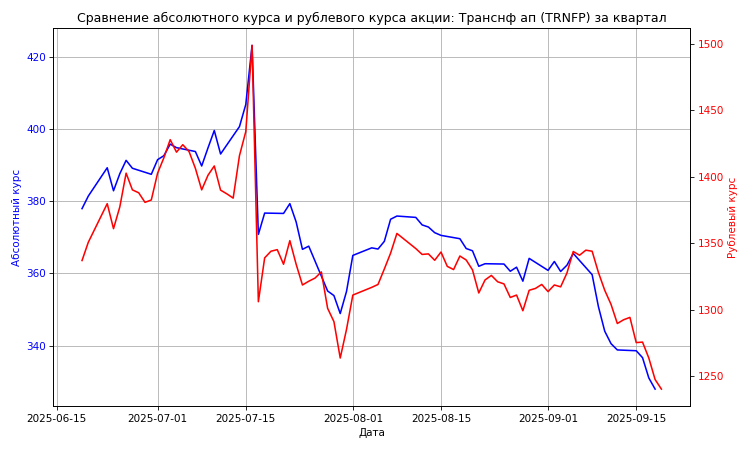 Сравнение абсолютного курса и рублевого курса акции: Транснф ап (TRNFP) за квартал
420
400
380
360
340
Абсолютный курс
1500
1450
1400
1350
1300
1250
Рублевый курс
2025-06-15 2025-07-01 2025-07-15 2025-08-01 2025-08-15 2025-09-01 2025-09-15
Дата